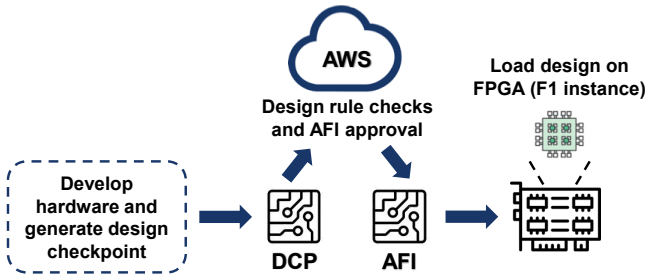 AWS
Design rule checks
and AFI approval
Load design on
FPGA (F1 instance)
Develop
hardware and
generate design
checkpoint
DCP
AFI